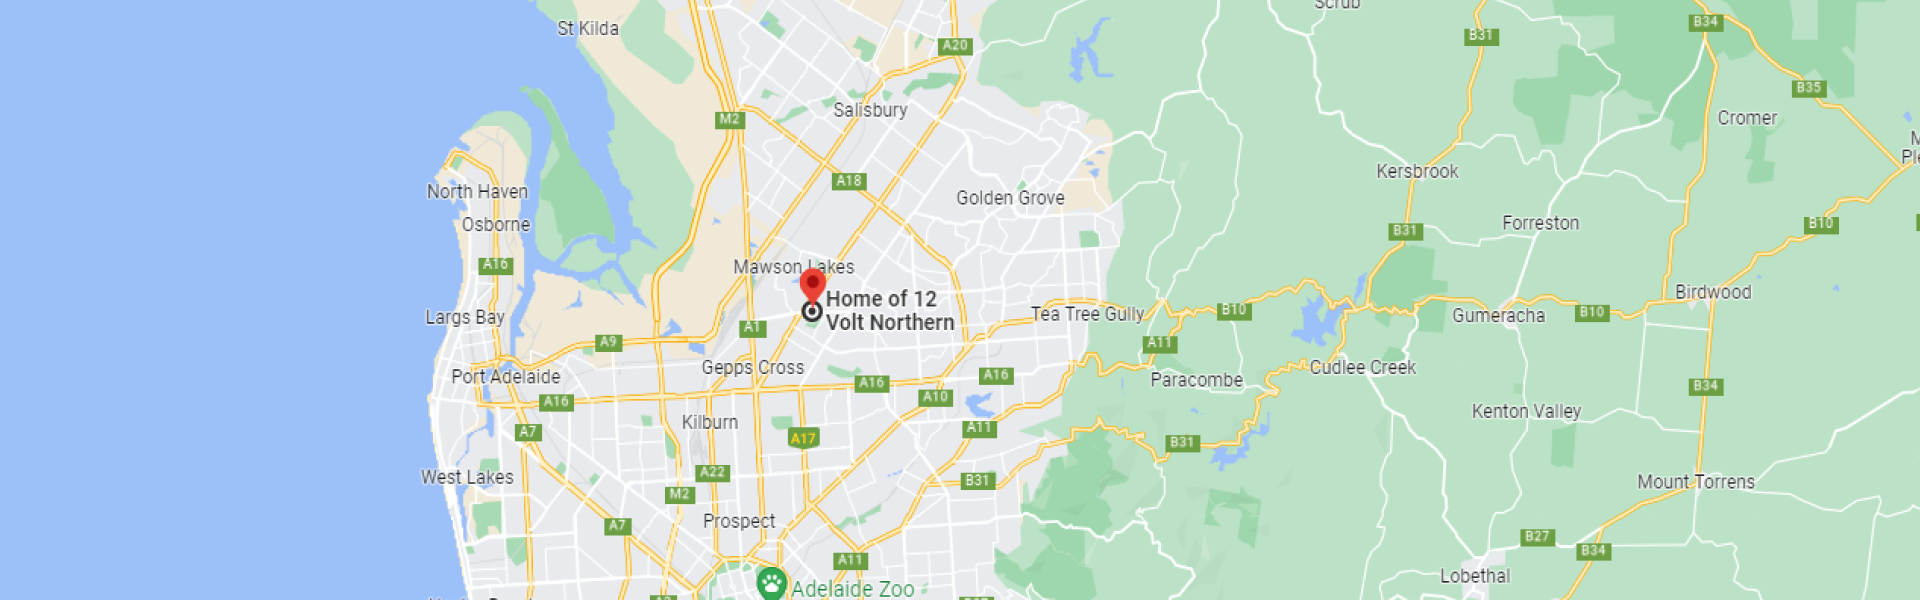 Scrub
St Kilda
B34
B31
A20
B35
Salisbury
M2
Cromer
Kersbrook
A18
North Haven
Golden Grove
Osborne
Forreston
B10
B31
A16
Mawson Lakes
Birdwood
Home of 12
Volt Northern
Largs Bay
Tea Tree Gully
B10
Gumeracha
B10
A1
A9
A11
Gepps Cross
Cudlee Creek
Port Adelaide
A16
A16
Paracombe
B34
A16
A10
Kenton Valley
Kilburn
A7
A17
A11
B31
West Lakes
A22
B31
Mount Torrens
M2
Prospect
A7
B27
B34
A11
Lobethal
Adelaide Zoo